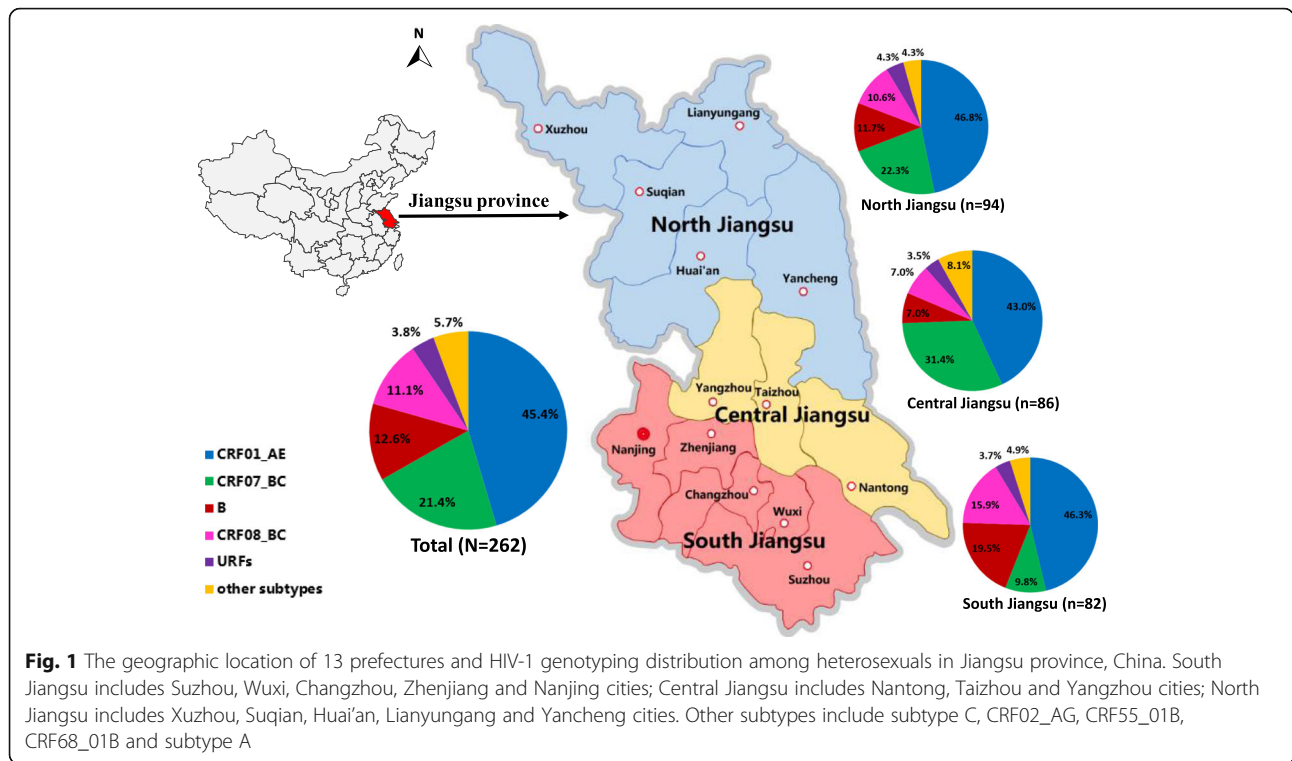 N
Jiangsu province
Xuzhou
Lianyungang
Suqian
North Jiangsu
Huai'an
Yancheng
Yangzhou
Taizhou
Central Jiangsu
Nanjing
Zhenjiang
Changzhou
Nantong
Wuxi
South Jiangsu
Suzhou
4.3%
4.3%
10.6%
46.8%
11.7%
22.3%
North Jiangsu (n=94)
3.5%
8.1%
7.0%
7.0%
43.0%
31.4%
Central Jiangsu (n=86)
3.7%
4.9%
15.9%
46.3%
19.5%
9.8%
South Jiangsu (n=82)
3.8%
5.7%
11.1%
45.4%
12.6%
21.4%
Total (N=262)
CRF01_AE
CRF07_BC
B
CRF08_BC
URFs
other subtypes
Fig. 1 The geographic location of 13 prefectures and HIV-1 genotyping distribution among heterosexuals in Jiangsu province, China. South
Jiangsu includes Suzhou, Wuxi, Changzhou, Zhenjiang and Nanjing cities; Central Jiangsu includes Nantong, Taizhou and Yangzhou cities; North
Jiangsu includes Xuzhou, Suqian, Huai’an, Lianyungang and Yancheng cities. Other subtypes include subtype C, CRF02_AG, CRF55_01B,
CRF68_01B and subtype A